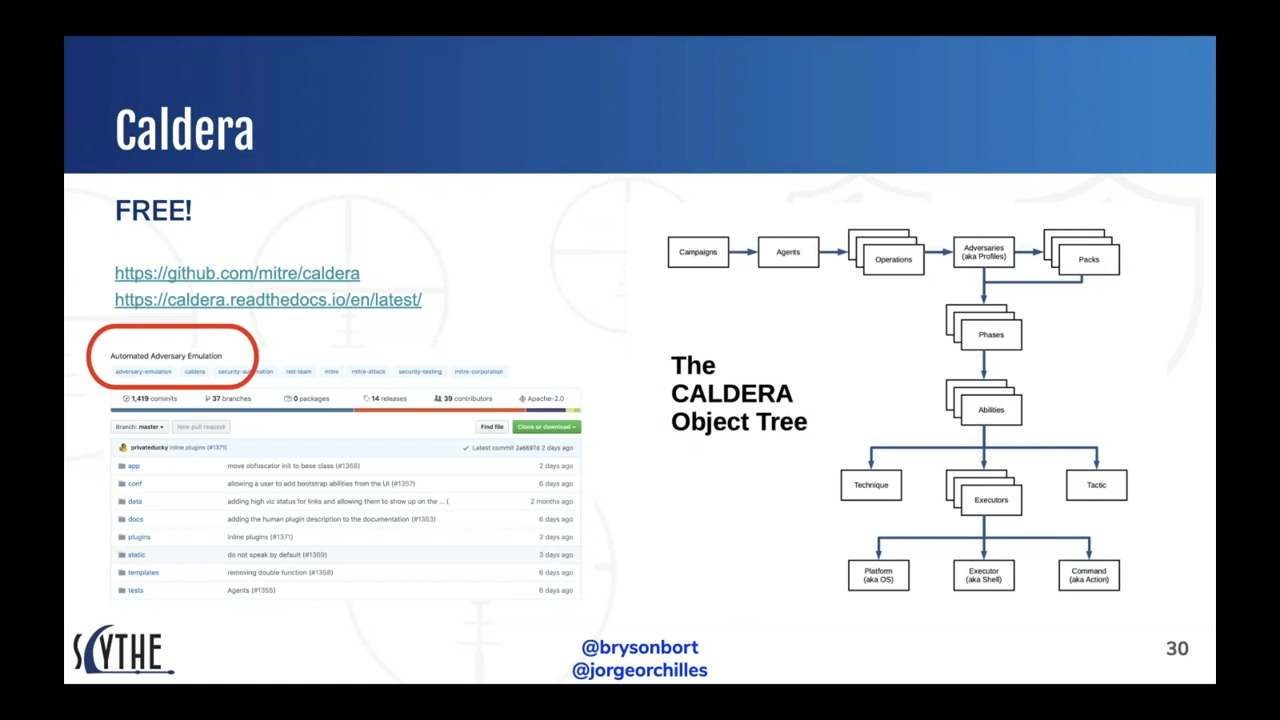 Caldera
FREE!
https://github.com/mitre/caldera
https://caldera.readthedocs.io/en/latest/
Automated Adversary Emulation
adversary-emulation caldera security-automation red-team mitre mitre-attack security-testing mitre-corporation
1,419 commits 37 branches 0 packages 14 releases 39 contributors Apache-2.0
Branch: master New pull request Find file Clone or download
privateducky inline plugins (#1371) Latest commit 2a6697d 2 days ago
app move obfuscator init to base class (#1368) 2 days ago
conf allowing a user to add bootstrap abilities from the UI (#1357) 6 days ago
data adding high viz status for links and allowing them to show up on the ... ( 2 months ago
docs adding the human plugin description to the documentation (#1353) 6 days ago
plugins inline plugins (#1371) 2 days ago
static do not speak by default (#1369) 3 days ago
templates removing double function (#1358) 6 days ago
tests Agents (#1355) 6 days ago
Campaigns
Agents
Operations
Adversaries
(aka Profiles)
Packs
Phases
The
CALDERA
Object Tree
Abilities
Technique
Executors
Tactic
Platform
(aka OS)
Executor
(aka Shell)
Command
(aka Action)
SCYTHE
@brysonbort
@jorgeorchilles
30